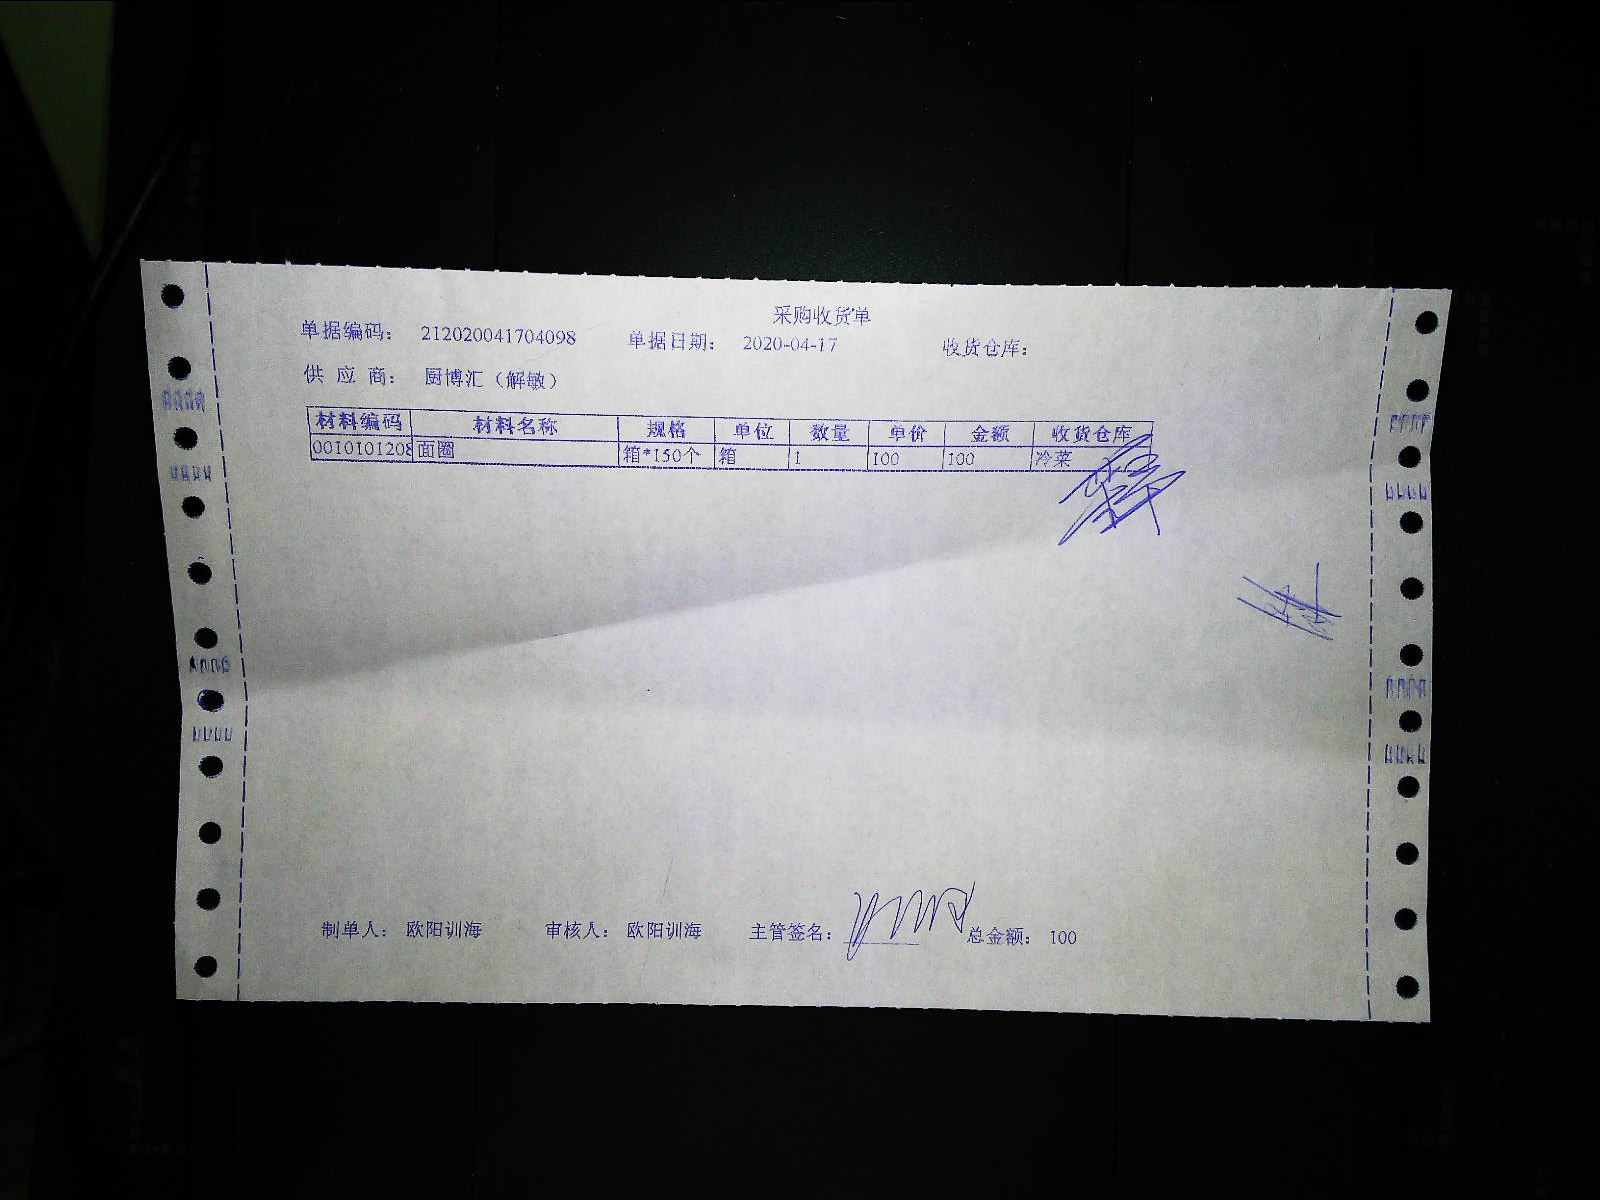 采购收货单
单据编码： 212020041704098 单据日期： 2020-04-17 收货仓库：
供 应 商： 厨博汇（解敏）
材料编码 材料名称 规格 单位 数量 单价 金额 收货仓库
0010101208 面圈 箱*150个 箱 1 100 100 冷菜
制单人： 欧阳训海 审核人： 欧阳训海 主管签名： 总金额： 100